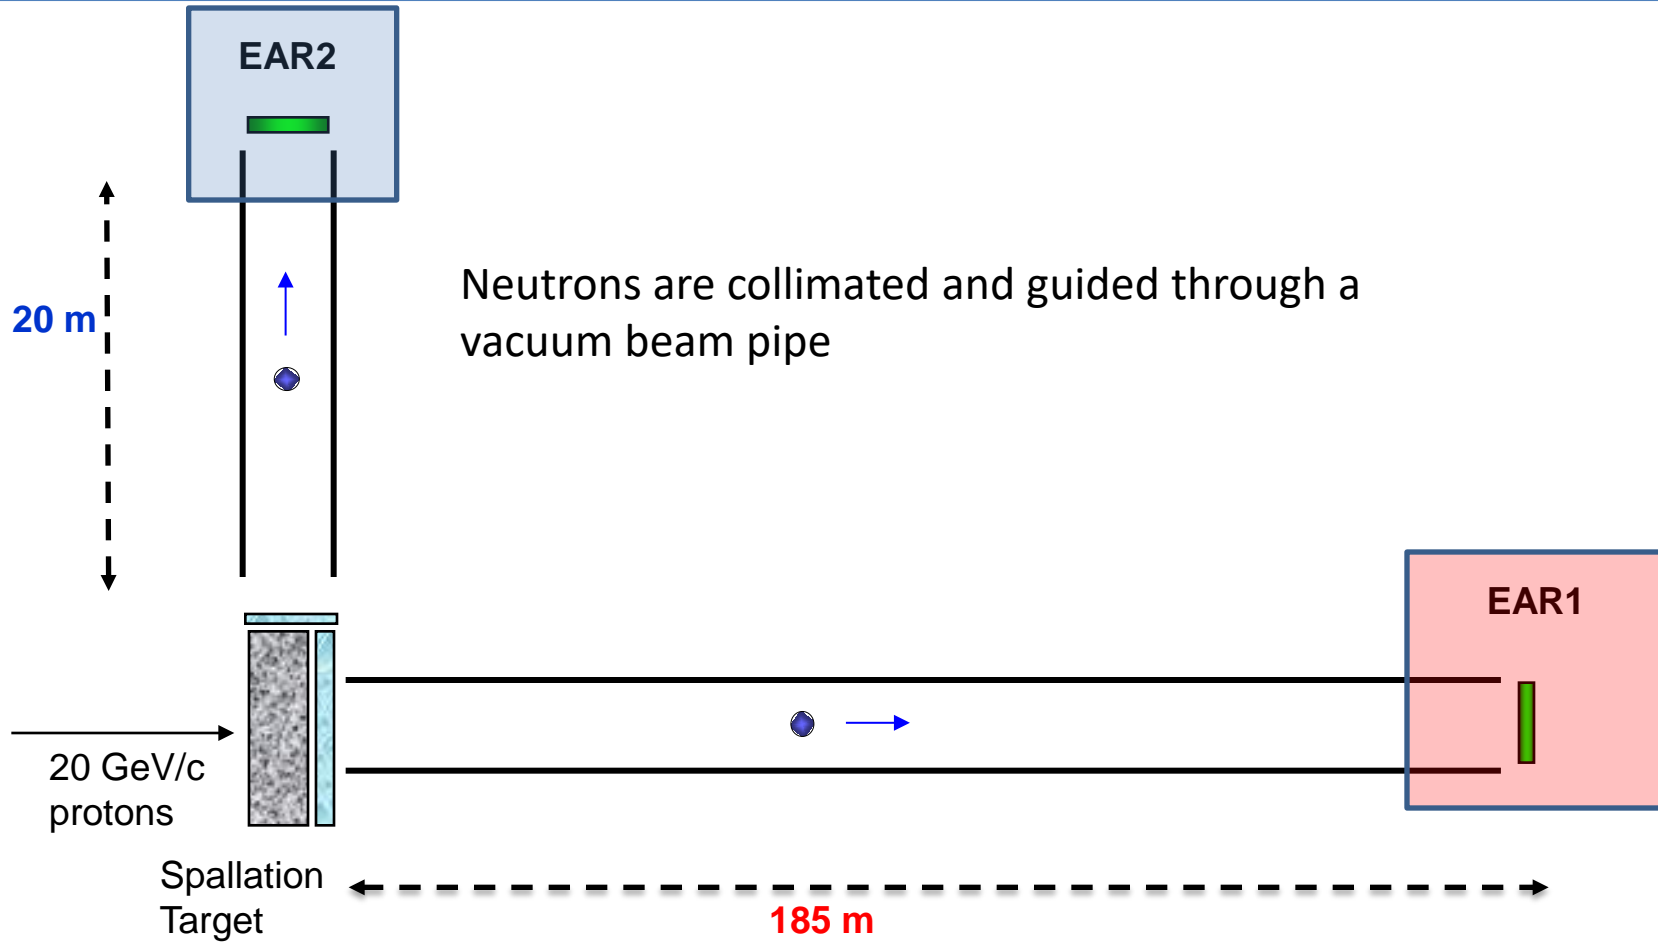 EAR2
20 m
Neutrons are collimated and guided through a
vacuum beam pipe
EAR1
20 GeV/c
protons
Spallation
Target
185 m